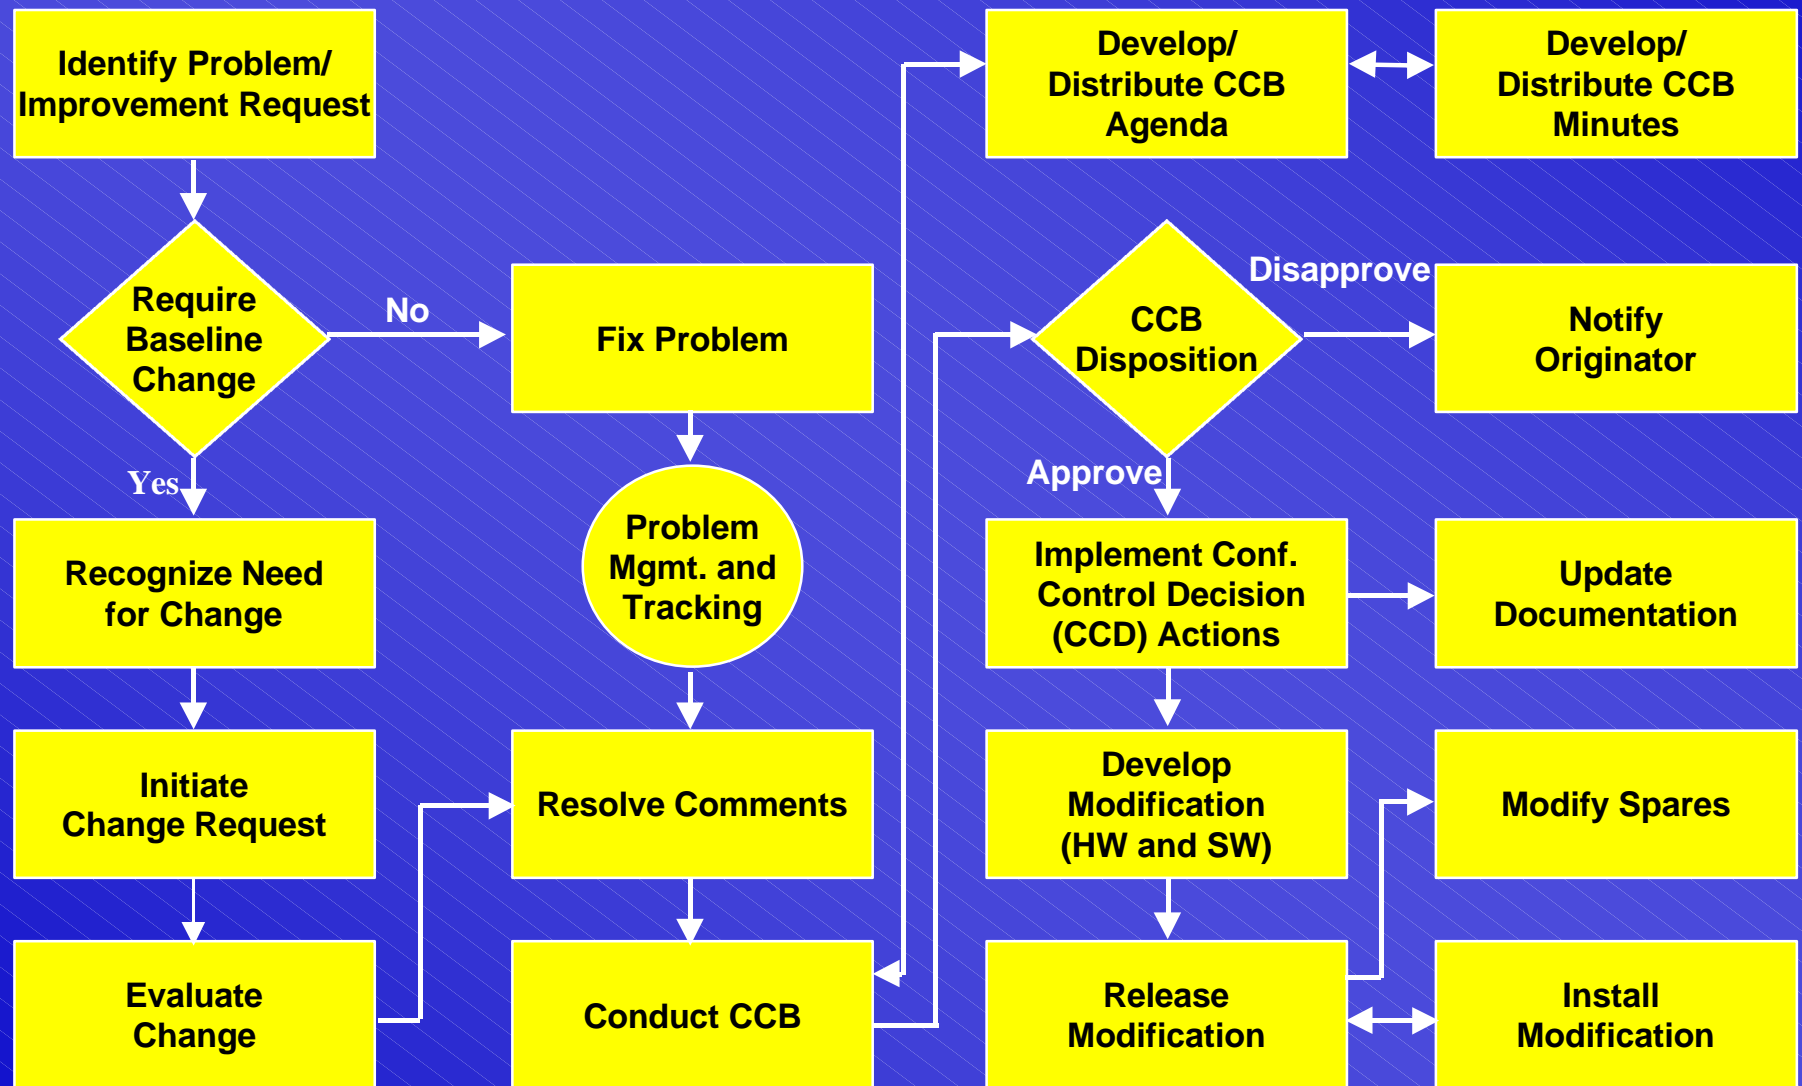 Identify Problem/
Improvement Request
Require
Baseline
Change
No
Yes
Recognize Need
for Change
Initiate
Change Request
Evaluate
Change
Fix Problem
Problem
Mgmt. and
Tracking
Resolve Comments
Conduct CCB
Develop/
Distribute CCB
Agenda
Develop/
Distribute CCB
Minutes
CCB
Disposition
Disapprove
Notify
Originator
Approve
Implement Conf.
Control Decision
(CCD) Actions
Update
Documentation
Develop
Modification
(HW and SW)
Modify Spares
Release
Modification
Install
Modification